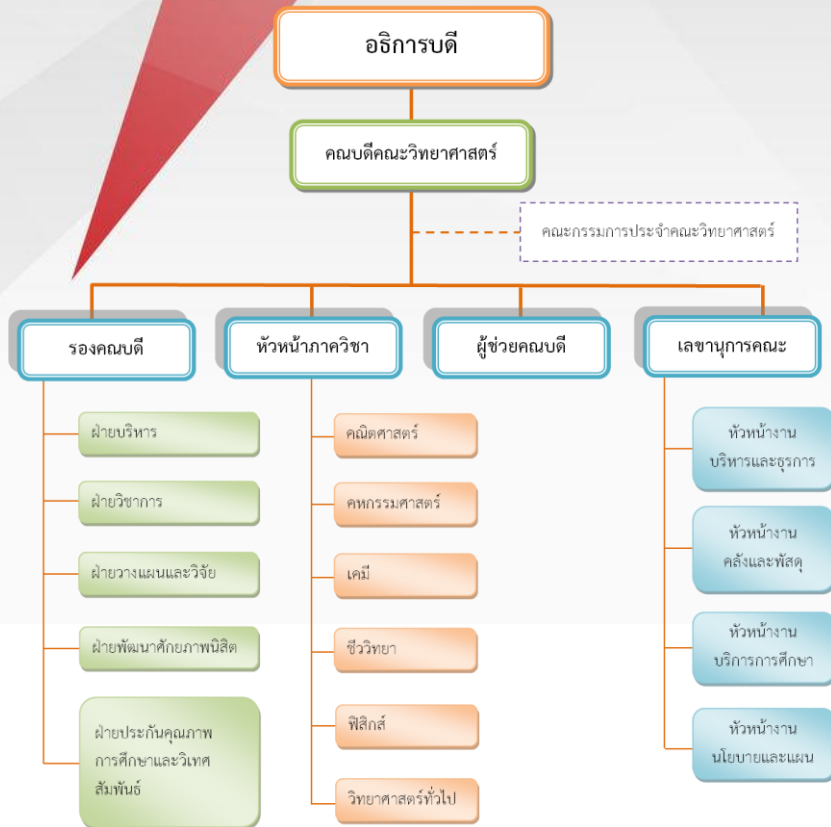 อธิการบดี
คณบดีคณะวิทยาศาสตร์
คณะกรรมการประจำคณะวิทยาศาสตร์
รองคณบดี
ฝ่ายบริหาร
ฝ่ายวิชาการ
ฝ่ายวางแผนและวิจัย
ฝ่ายพัฒนาศักยภาพนิสิต
ฝ่ายประกันคุณภาพ
การศึกษาและวิเทศ
สัมพันธ์
หัวหน้าภาควิชา
คณิตศาสตร์
คหกรรมศาสตร์
เคมี
ชีววิทยา
ฟิสิกส์
วิทยาศาสตร์ทั่วไป
ผู้ช่วยคณบดี
เลขานุการคณะ
หัวหน้างาน
บริหารและธุรการ
หัวหน้างาน
คลังและพัสดุ
หัวหน้างาน
บริการการศึกษา
หัวหน้างาน
นโยบายและแผน